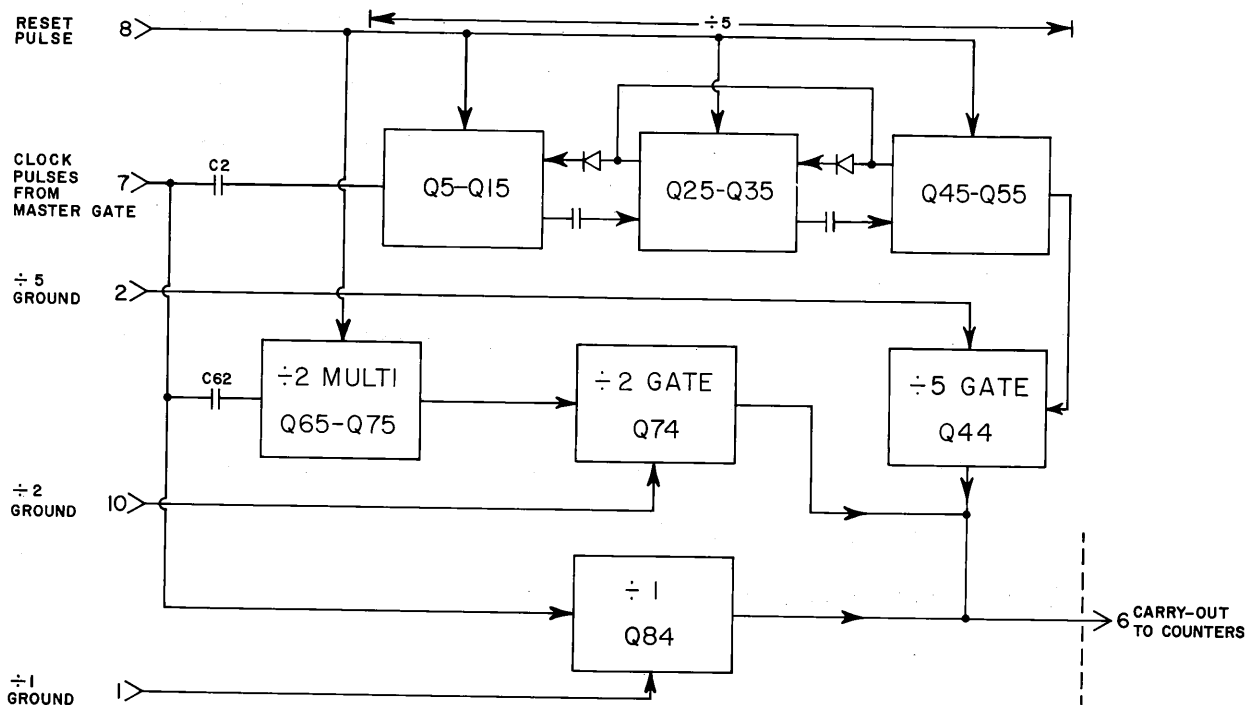 RESET
PULSE
8
÷5
CLOCK
PULSES
FROM
MASTER GATE
7
C2
Q5-Q15
Q25-Q35
Q45-Q55
÷5
GROUND
2
C62
÷2 MULTI
Q65-Q75
÷2 GATE
Q74
÷5 GATE
Q44
÷2
GROUND
10
÷1
Q84
6 CARRY-OUT
TO COUNTERS
÷1
GROUND
1